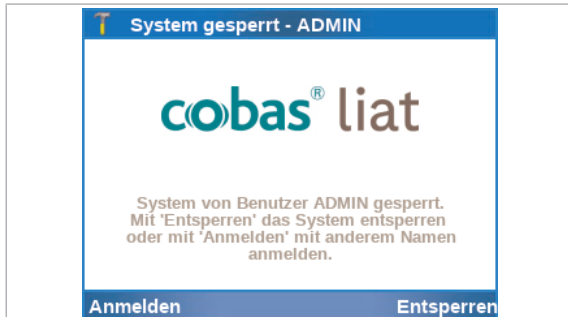 System gesperrt - ADMIN
cobas® liat
System von Benutzer ADMIN gesperrt.
Mit 'Entsperren' das System entsperren
oder mit 'Anmelden' mit anderem Namen
anmelden.
Anmelden Entsperren